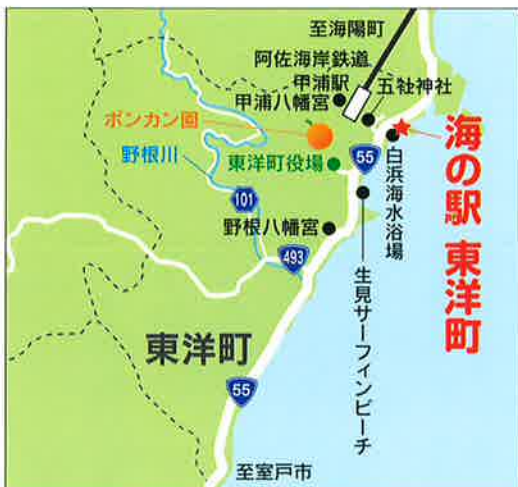 至海陽町
阿佐海岸鉄道
甲浦駅
五社神社
甲浦八幡宮
ポンカン園
野根川
東洋町役場
55
白浜海水浴場
海の駅 東洋町
101
野根八幡宮
493
生見サーフィンビーチ
東洋町
55
至室戸市